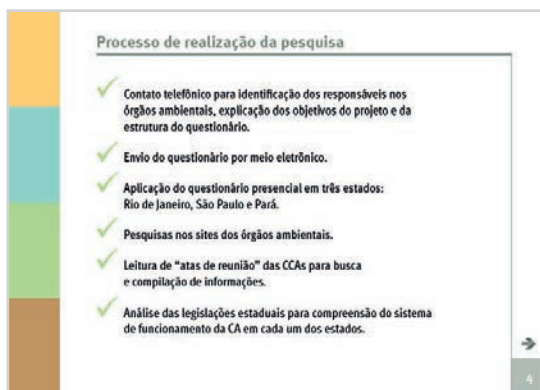 Processo de realização da pesquisa
Contato telefônico para identificação dos responsáveis nos
órgãos ambientais, explicação dos objetivos do projeto e da
estrutura do questionário.
Envio do questionário por meio eletrônico.
Aplicação do questionário presencial em três estados:
Rio de Janeiro, São Paulo e Pará.
Pesquisas nos sites dos órgãos ambientais.
Leitura de “atas de reunião” das CCAs para busca
e compilação de informações.
Análise das legislações estaduais para compreensão do sistema
de funcionamento da CA em cada um dos estados.
4